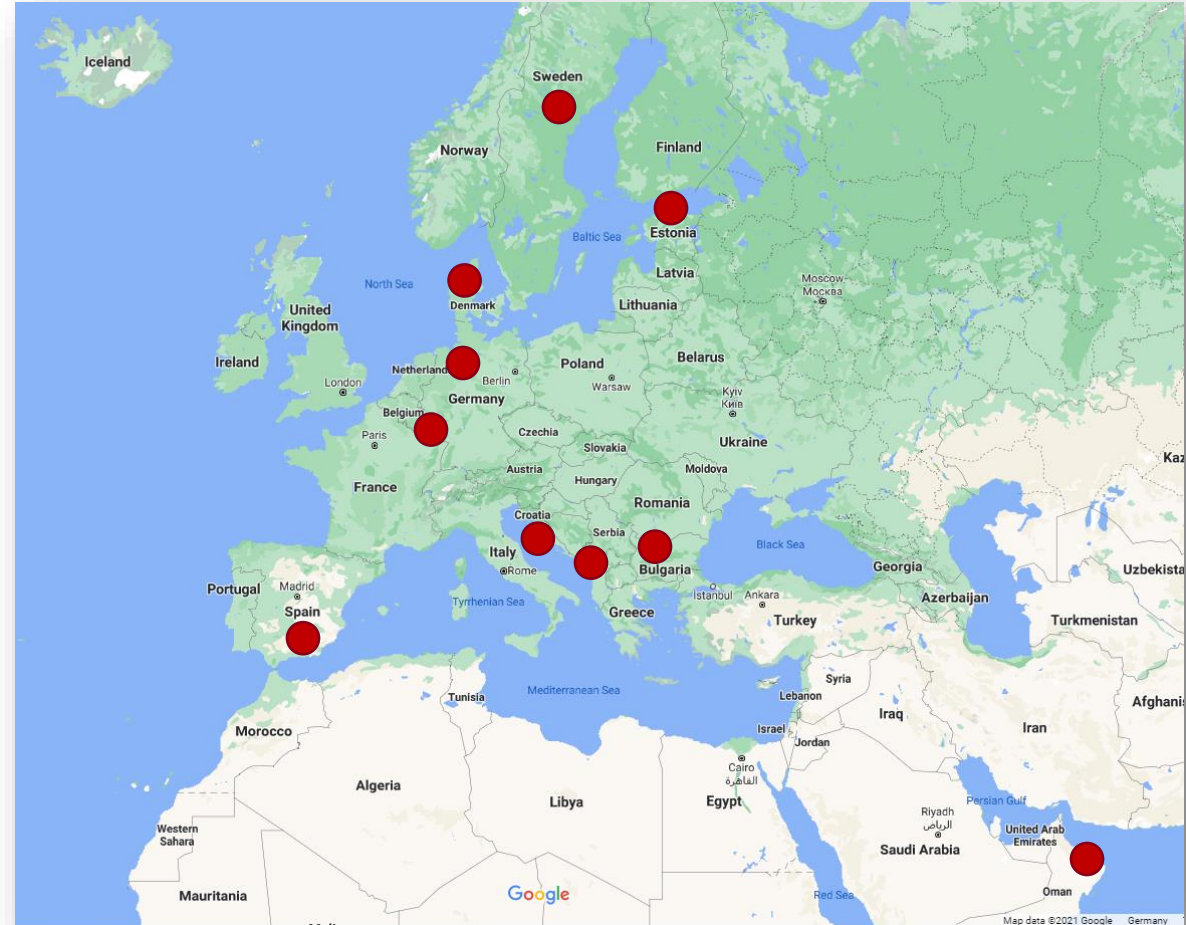 Iceland
Sweden
Norway
Finland
Baltic Sea
Estonia
North Sea
Latvia
Denmark
Lithuania
Moscow
Москва
United
Kingdom
Ireland
London
Netherland
Berlin
Poland
Warsaw
Belarus
Germany
Belgium
Kyiv
Київ
Paris
Czechia
Slovakia
Ukraine
Austria
Hungary
Moldova
Kaz
France
Romania
Croatia
Serbia
Italy
Rome
Bulgaria
Black Sea
Georgia
Uzbekista
Portugal
Madrid
Spain
Tyrrhenian Sea
Greece
Istanbul
Ankara
Turkey
Azerbaijan
Turkmenistan
Tunisia
Mediterranean Sea
Syria
Lebanon
Iraq
Iran
Afghanis
Morocco
Israel
Jordan
Algeria
Libya
Cairo
القاهرة
Egypt
Western
Sahara
Riyadh
الرياض
Saudi Arabia
Persian Gulf
United Arab
Emirates
Oman
Mauritania
Google
Red Sea
Map data ©2021 Google Germany